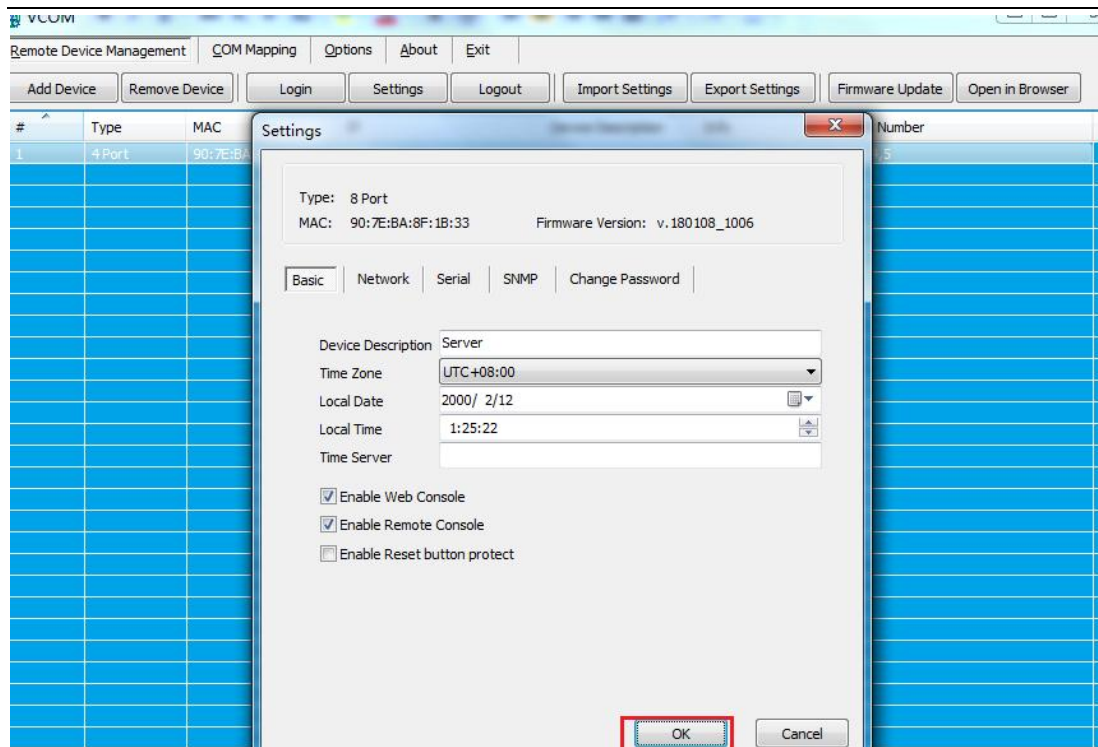 VCOM
Remote Device Management COM Mapping Options About Exit
Add Device Remove Device Login Settings Logout Import Settings Export Settings Firmware Update Open in Browser
# Type MAC Number
Settings
1 4 Port 90:7E:BA
Type: 8 Port
MAC: 90:7E:BA:8F:1B:33 Firmware Version: v.180108_1006
Basic Network Serial SNMP Change Password
Device Description Server
Time Zone UTC+08:00
Local Date 2000/ 2/12
Local Time 1:25:22
Time Server
Enable Web Console
Enable Remote Console
Enable Reset button protect
OK Cancel